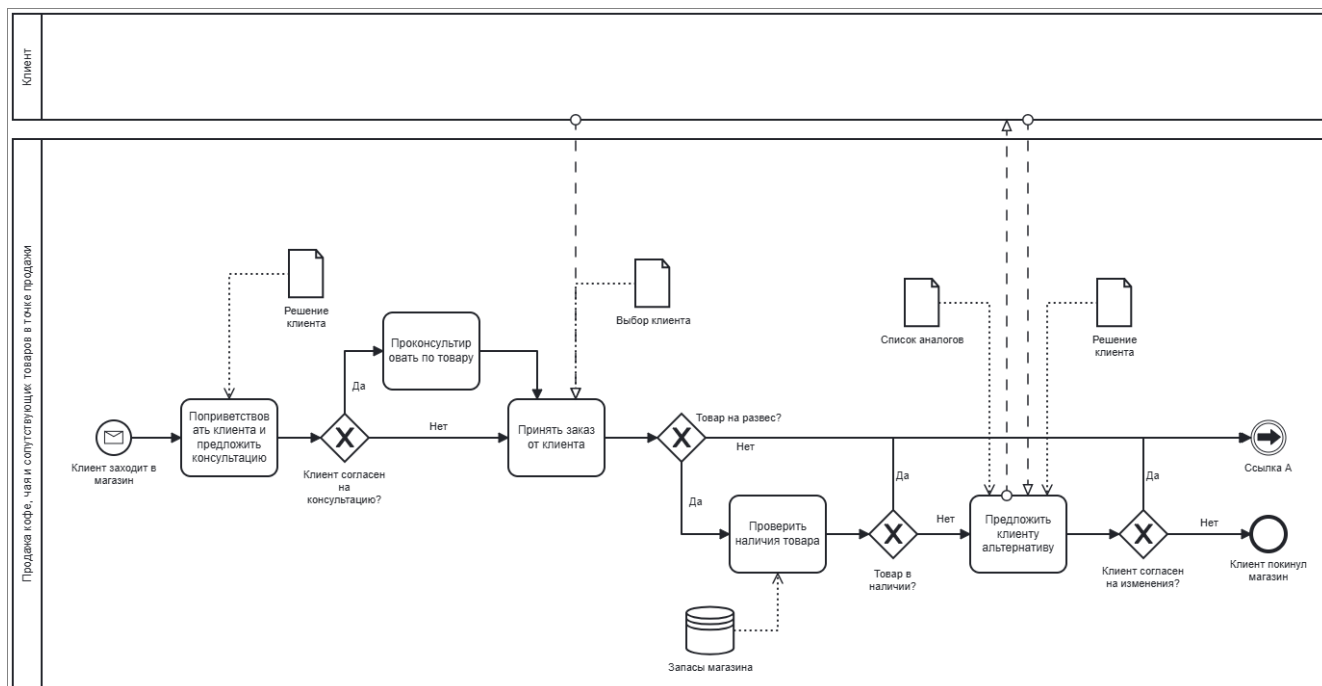 Клиент
Продажа кофе, чая и сопутствующих товаров в точке продажи
Клиент заходит в
магазин
Решение
клиента
Поприветствов
ать клиента и
предложить
консультацию
Клиент согласен
на
консультацию?
Да
Нет
Проконсультир
овать по товару
Выбор клиента
Принять заказ
от клиента
Товар на развес?
Нет
Да
Проверить
наличия товара
Запасы магазина
Товар в
наличии?
Да
Нет
Список аналогов
Решение
клиента
Предложить
клиенту
альтернативу
Клиент согласен
на изменения?
Да
Нет
Ссылка А
Клиент покинул
магазин